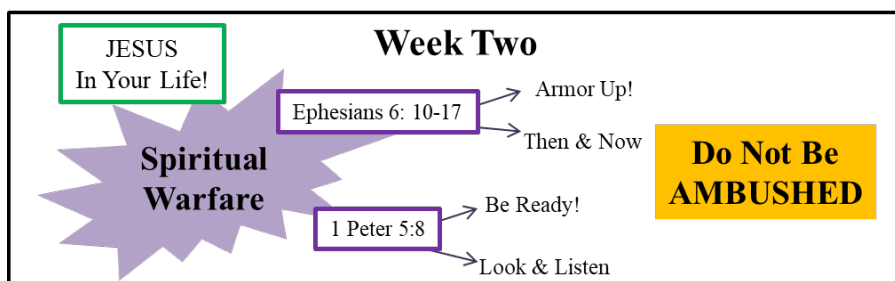 JESUS
In Your Life!
Week Two
Ephesians 6: 10-17
Armor Up!
Then & Now
Spiritual
Warfare
Do Not Be
AMBUSHED
1 Peter 5:8
Be Ready!
Look & Listen